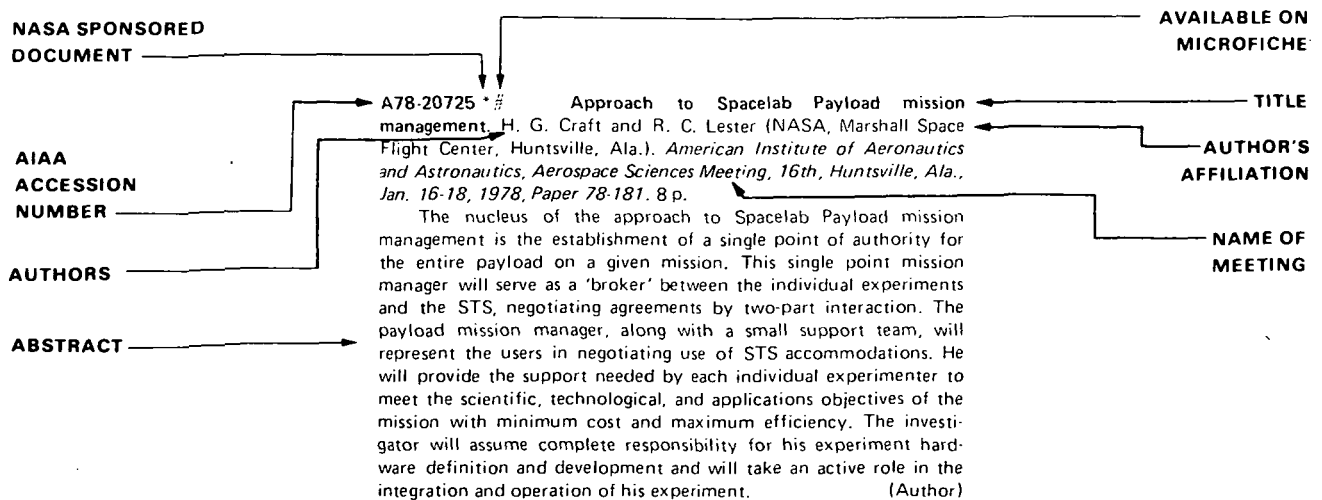 NASA SPONSORED
DOCUMENT
AVAILABLE ON
MICROFICHE
A78-20725 * # Approach to Spacelab Payload mission
TITLE
management. H. G. Craft and R. C. Lester (NASA, Marshall Space
Flight Center, Huntsville, Ala.). American Institute of Aeronautics
and Astronautics, Aerospace Sciences Meeting, 16th, Huntsville, Ala.,
Jan. 16-18, 1978, Paper 78-181. 8 p.
AIAA
ACCESSION
NUMBER
AUTHOR'S
AFFILIATION
The nucleus of the approach to Spacelab Payload mission
management is the establishment of a single point of authority for
the entire payload on a given mission. This single point mission
manager will serve as a 'broker' between the individual experiments
and the STS, negotiating agreements by two-part interaction. The
payload mission manager, along with a small support team, will
represent the users in negotiating use of STS accommodations. He
will provide the support needed by each individual experimenter to
meet the scientific, technological, and applications objectives of the
mission with minimum cost and maximum efficiency. The investi-
gator will assume complete responsibility for his experiment hard-
ware definition and development and will take an active role in the
integration and operation of his experiment. (Author)
AUTHORS
NAME OF
MEETING
ABSTRACT